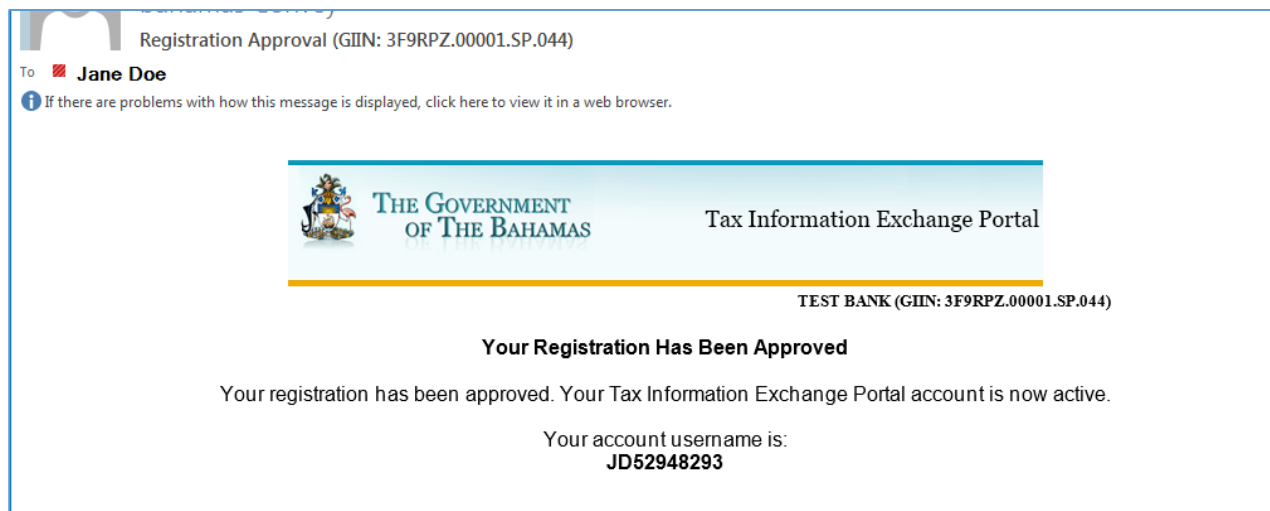 Registration Approval (GIIN: 3F9RPZ.00001.SP.044)
To Jane Doe
If there are problems with how this message is displayed, click here to view it in a web browser.
THE GOVERNMENT
OF THE BAHAMAS
Tax Information Exchange Portal
TEST BANK (GIIN: 3F9RPZ.00001.SP.044)
Your Registration Has Been Approved
Your registration has been approved. Your Tax Information Exchange Portal account is now active.
Your account username is:
JD52948293